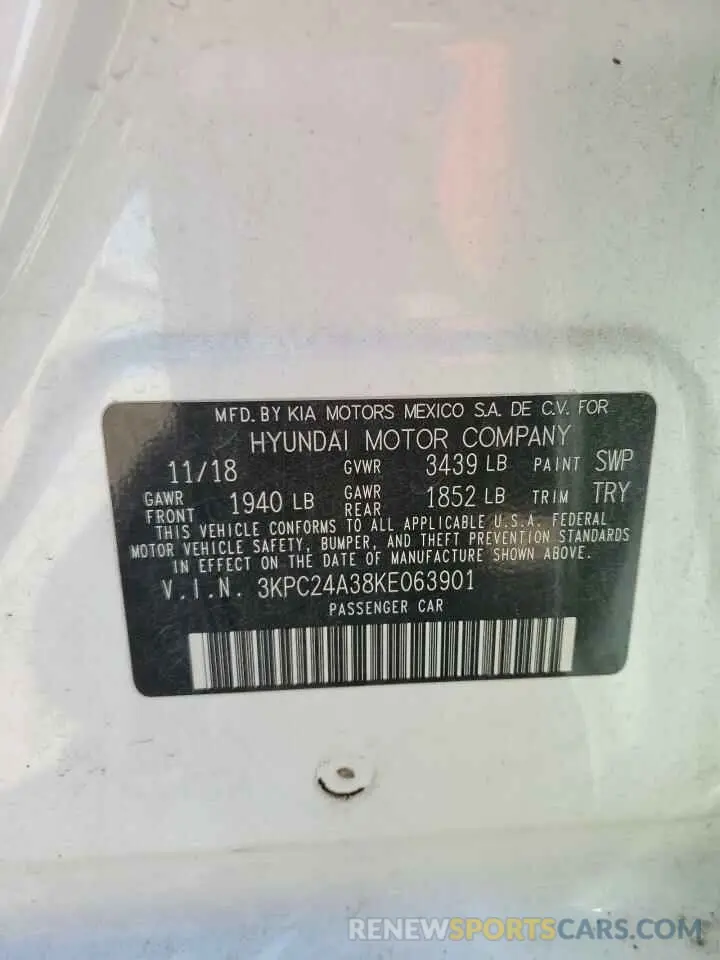 MFD. BY KIA MOTORS MEXICO S.A. DE C.V. FOR
HYUNDAI MOTOR COMPANY
11/18 GVWR 3439 LB PAINT SWP
GAWR FRONT 1940 LB GAWR REAR 1852 LB TRIM TRY
THIS VEHICLE CONFORMS TO ALL APPLICABLE U.S.A. FEDERAL
MOTOR VEHICLE SAFETY, BUMPER, AND THEFT PREVENTION STANDARDS
IN EFFECT ON THE DATE OF MANUFACTURE SHOWN ABOVE.
V.I.N. 3KPC24A38KE063901
PASSENGER CAR
RENEWSPORTSCARS.COM